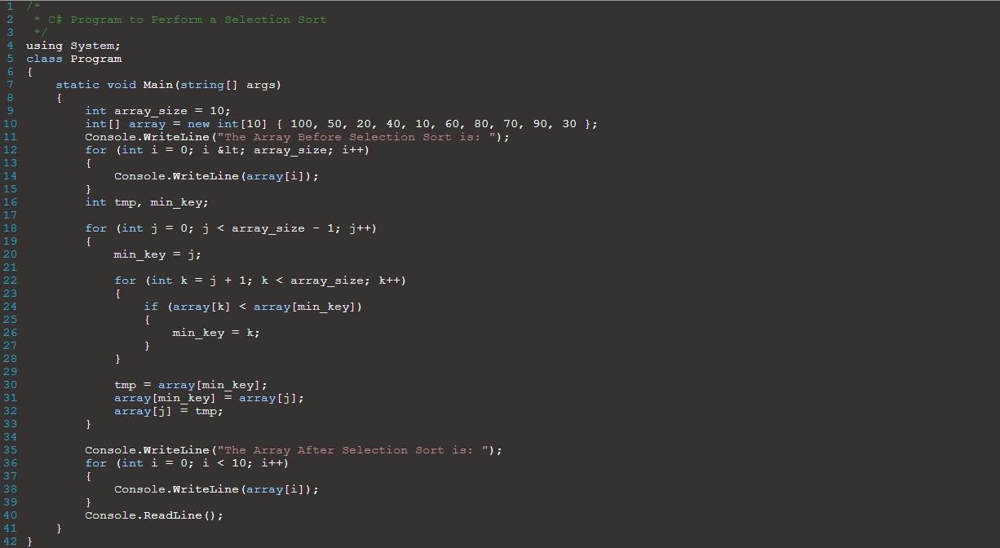 1 /*
2  * C# Program to Perform a Selection Sort
3  */
4 using System;
5 class Program
6 {
7     static void Main(string[] args)
8     {
9         int array_size = 10;
10         int[] array = new int[10] { 100, 50, 20, 40, 10, 60, 80, 70, 90, 30 };
11         Console.WriteLine("The Array Before Selection Sort is: ");
12         for (int i = 0; i &lt; array_size; i++)
13         {
14             Console.WriteLine(array[i]);
15         }
16         int tmp, min_key;
17
18         for (int j = 0; j < array_size - 1; j++)
19         {
20             min_key = j;
21
22             for (int k = j + 1; k < array_size; k++)
23             {
24                 if (array[k] < array[min_key])
25                 {
26                     min_key = k;
27                 }
28             }
29
30             tmp = array[min_key];
31             array[min_key] = array[j];
32             array[j] = tmp;
33         }
34
35         Console.WriteLine("The Array After Selection Sort is: ");
36         for (int i = 0; i < 10; i++)
37         {
38             Console.WriteLine(array[i]);
39         }
40         Console.ReadLine();
41     }
42 }